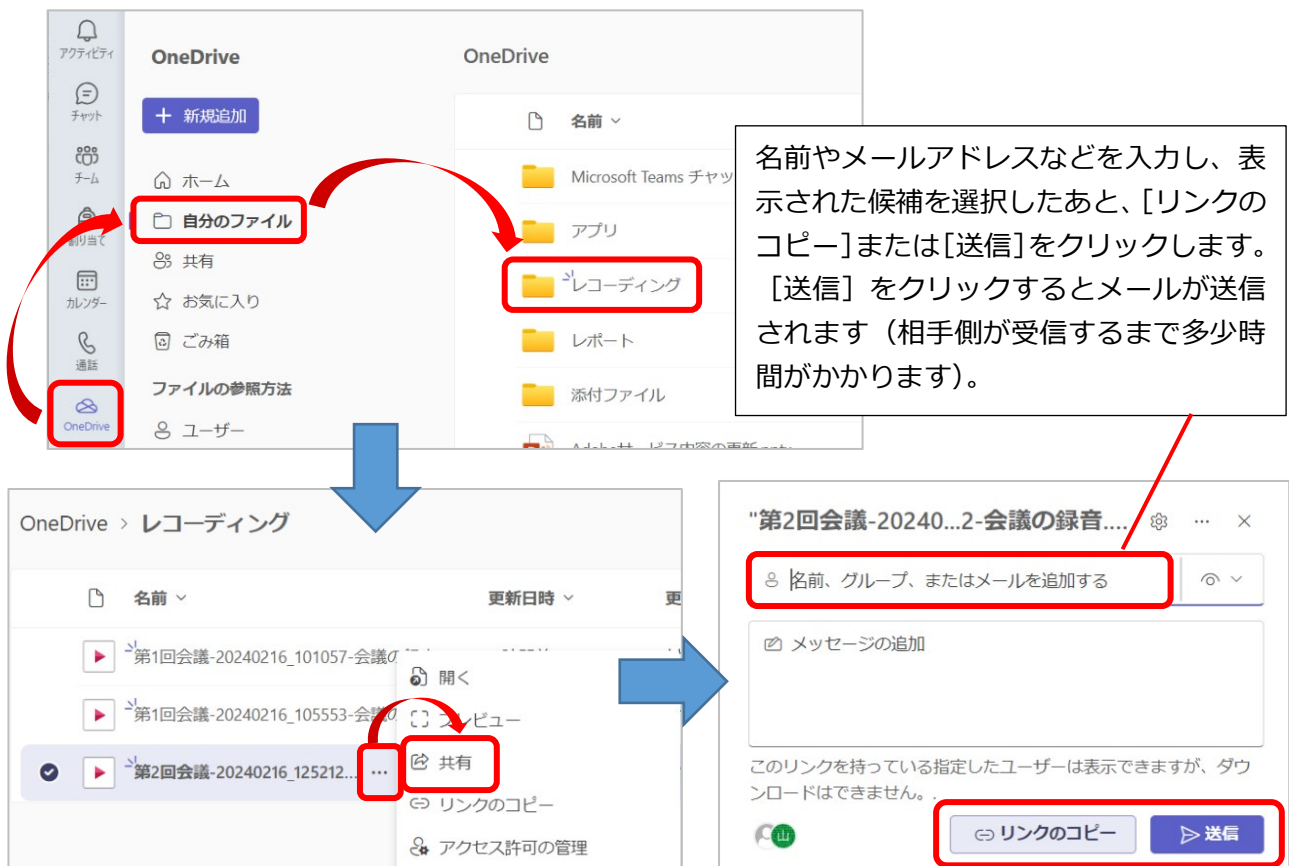 アクティビティ
チャット
チーム
割り当て
カレンダー
通話
OneDrive
OneDrive
+ 新規追加
ホーム
自分のファイル
共有
お気に入り
ごみ箱
ファイルの参照方法
ユーザー
OneDrive
名前
Microsoft Teams チャッ
アプリ
レコーディング
レポート
添付ファイル
名前やメールアドレスなどを入力し、表
示された候補を選択したあと、[リンクの
コピー]または[送信]をクリックします。
[送信] をクリックするとメールが送信
されます（相手側が受信するまで多少時
間がかかります）。
OneDrive > レコーディング
名前 更新日時 更
第1回会議-20240216_101057-会議の
第1回会議-20240216_105553-会議の
第2回会議-20240216_125212... ...
開く
プレビュー
共有
リンクのコピー
アクセス許可の管理
"第2回会議-20240...2-会議の録音.... ... ×
名前、グループ、またはメールを追加する
メッセージの追加
このリンクを持っている指定したユーザーは表示できますが、ダウ
ンロードはできません。.
山
リンクのコピー 送信